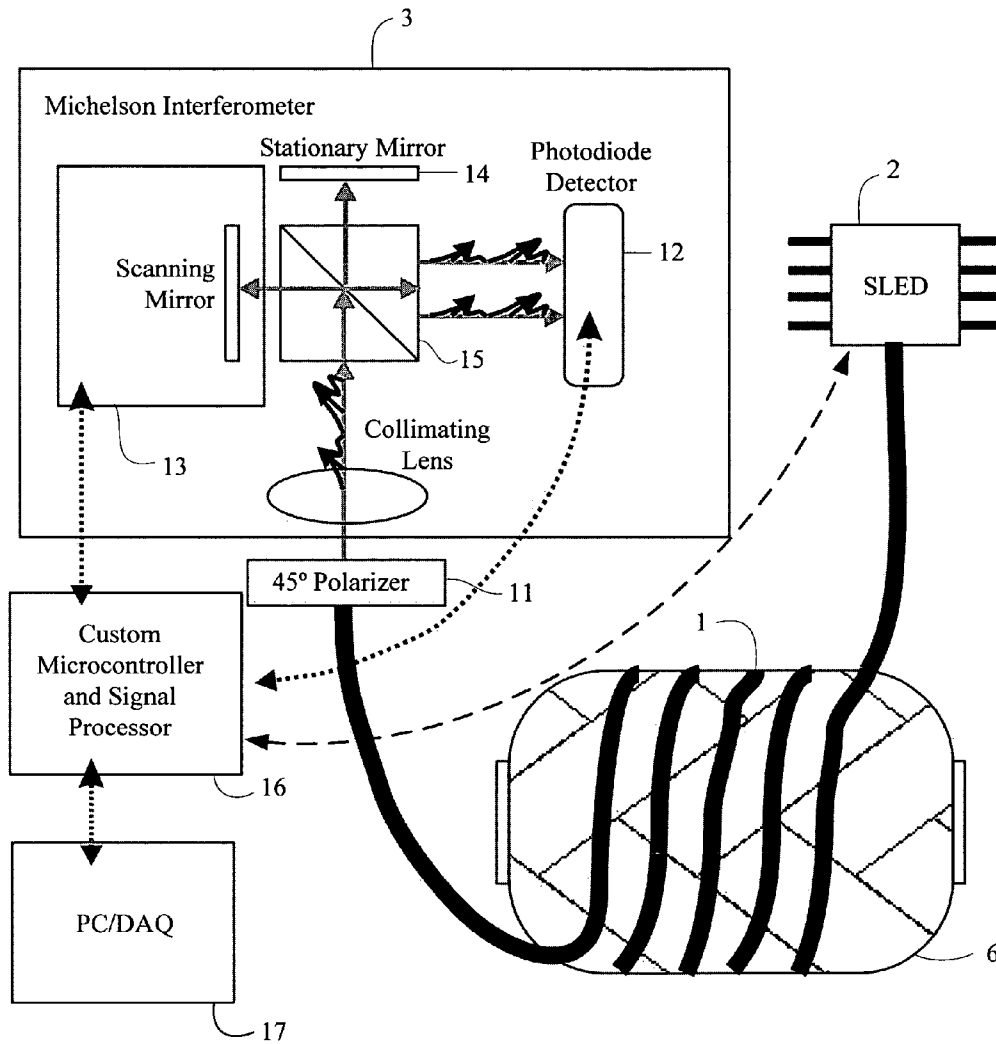 3
Michelson Interferometer
Stationary Mirror
14
Photodiode
Detector
12
2
SLED
Scanning
Mirror
15
13
Collimating
Lens
45º Polarizer
11
1
Custom
Microcontroller
and Signal
Processor
16
PC/DAQ
17
6